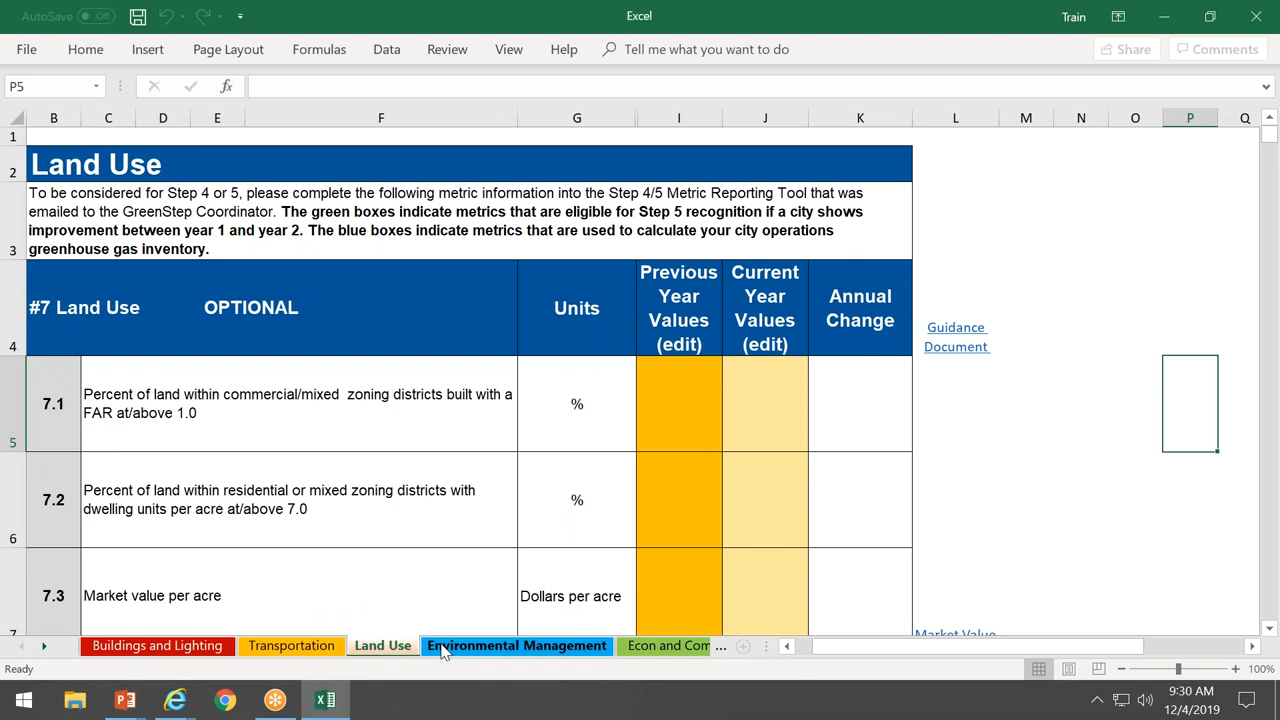 AutoSave Off
Excel
Train
File Home Insert Page Layout Formulas Data Review View Help Tell me what you want to do Share Comments
P5 fx
B C D E F G I J K L M N O P Q
1
2 Land Use
To be considered for Step 4 or 5, please complete the following metric information into the Step 4/5 Metric Reporting Tool that was
emailed to the GreenStep Coordinator. The green boxes indicate metrics that are eligible for Step 5 recognition if a city shows
improvement between year 1 and year 2. The blue boxes indicate metrics that are used to calculate your city operations
3 greenhouse gas inventory.
#7 Land Use OPTIONAL
Units
Previous
Year
Values
(edit)
Current
Year
Values
(edit)
Annual
Change
Guidance
Document
4
7.1
Percent of land within commercial/mixed zoning districts built with a
FAR at/above 1.0
%
5
7.2
Percent of land within residential or mixed zoning districts with
dwelling units per acre at/above 7.0
%
6
7.3 Market value per acre Dollars per acre
Market Value
Buildings and Lighting Transportation Land Use Environmental Management Econ and Com ...
Ready
100%
9:30 AM
12/4/2019